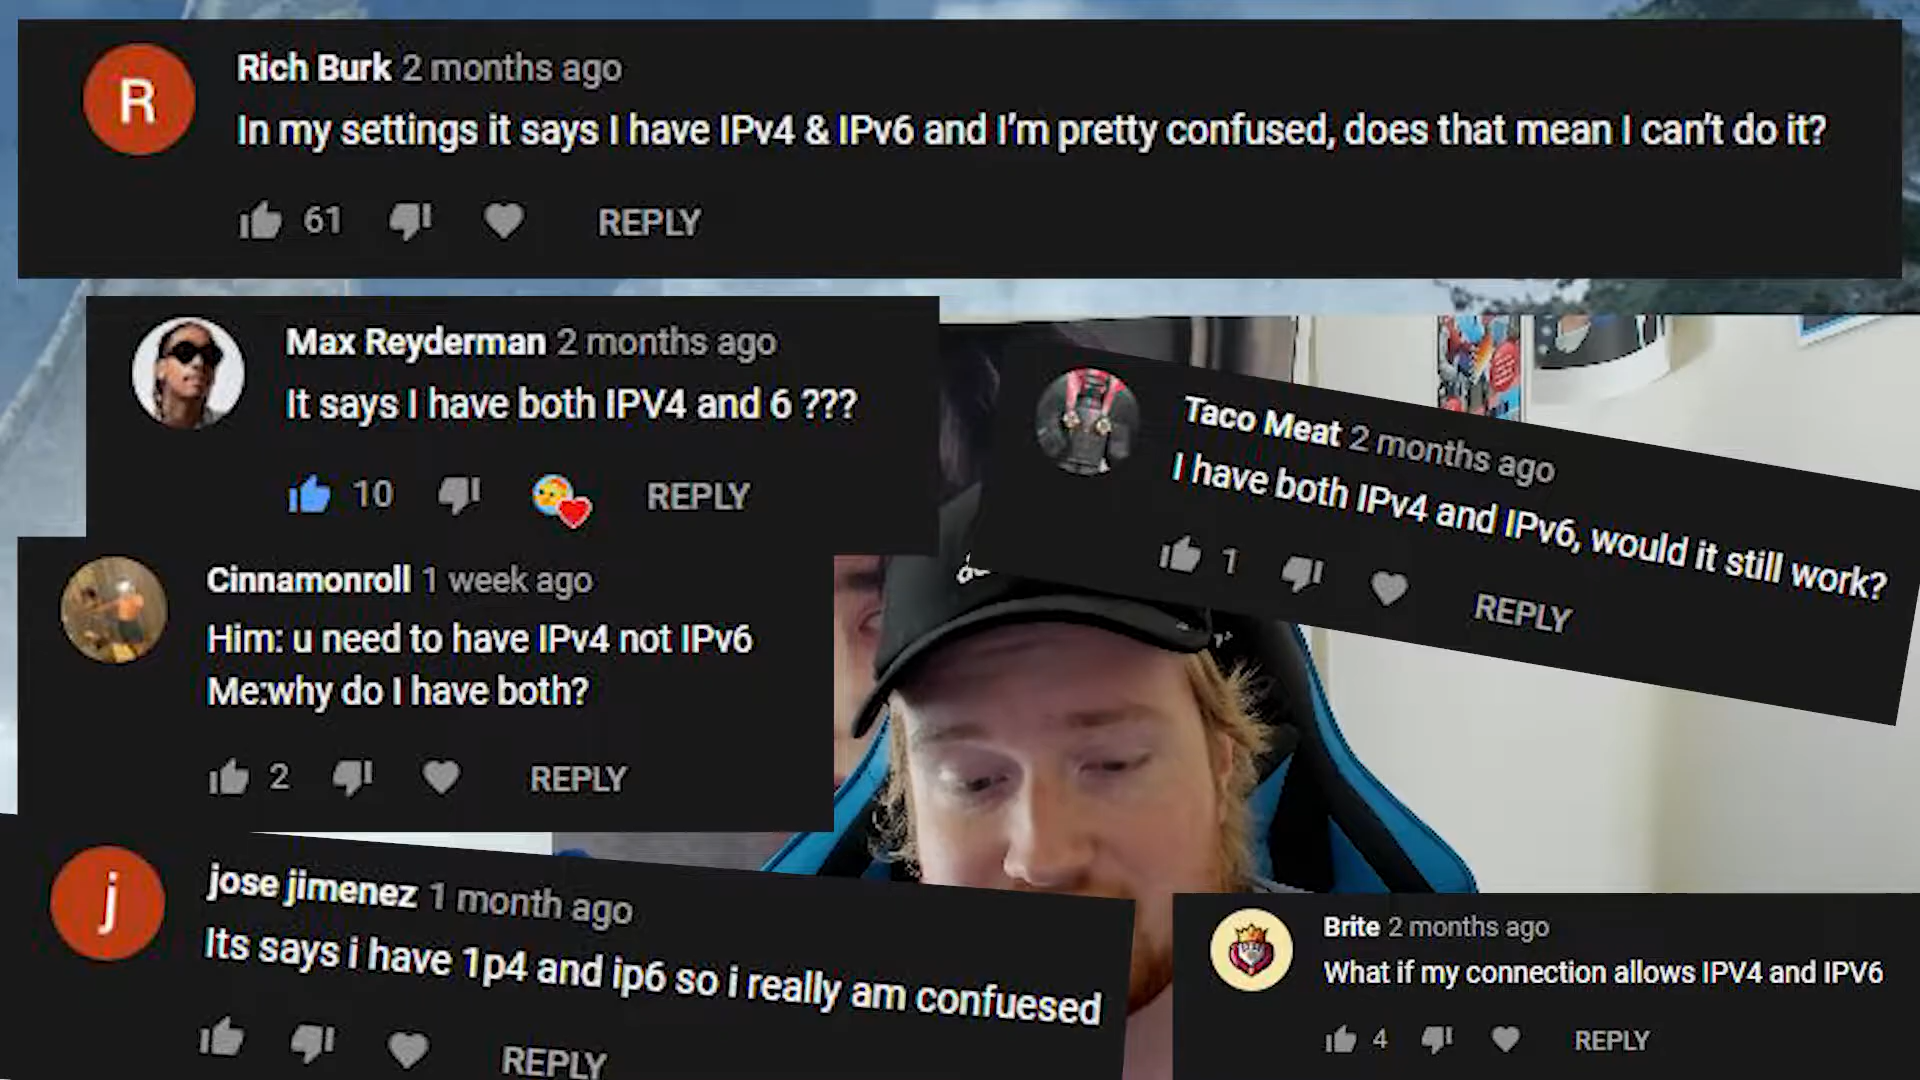 Rich Burk 2 months ago
In my settings it says I have IPv4 & IPv6 and I'm pretty confused, does that mean I can't do it?
61 REPLY
Max Reyderman 2 months ago
It says I have both IPV4 and 6 ???
10 REPLY
Taco Meat 2 months ago
I have both IPv4 and IPv6, would it still work?
1 REPLY
Cinnamonroll 1 week ago
Him: u need to have IPv4 not IPv6
Me:why do I have both?
2 REPLY
jose jimenez 1 month ago
Its says i have 1p4 and ip6 so i really am confuesed
REPLY
Brite 2 months ago
What if my connection allows IPV4 and IPV6
4 REPLY